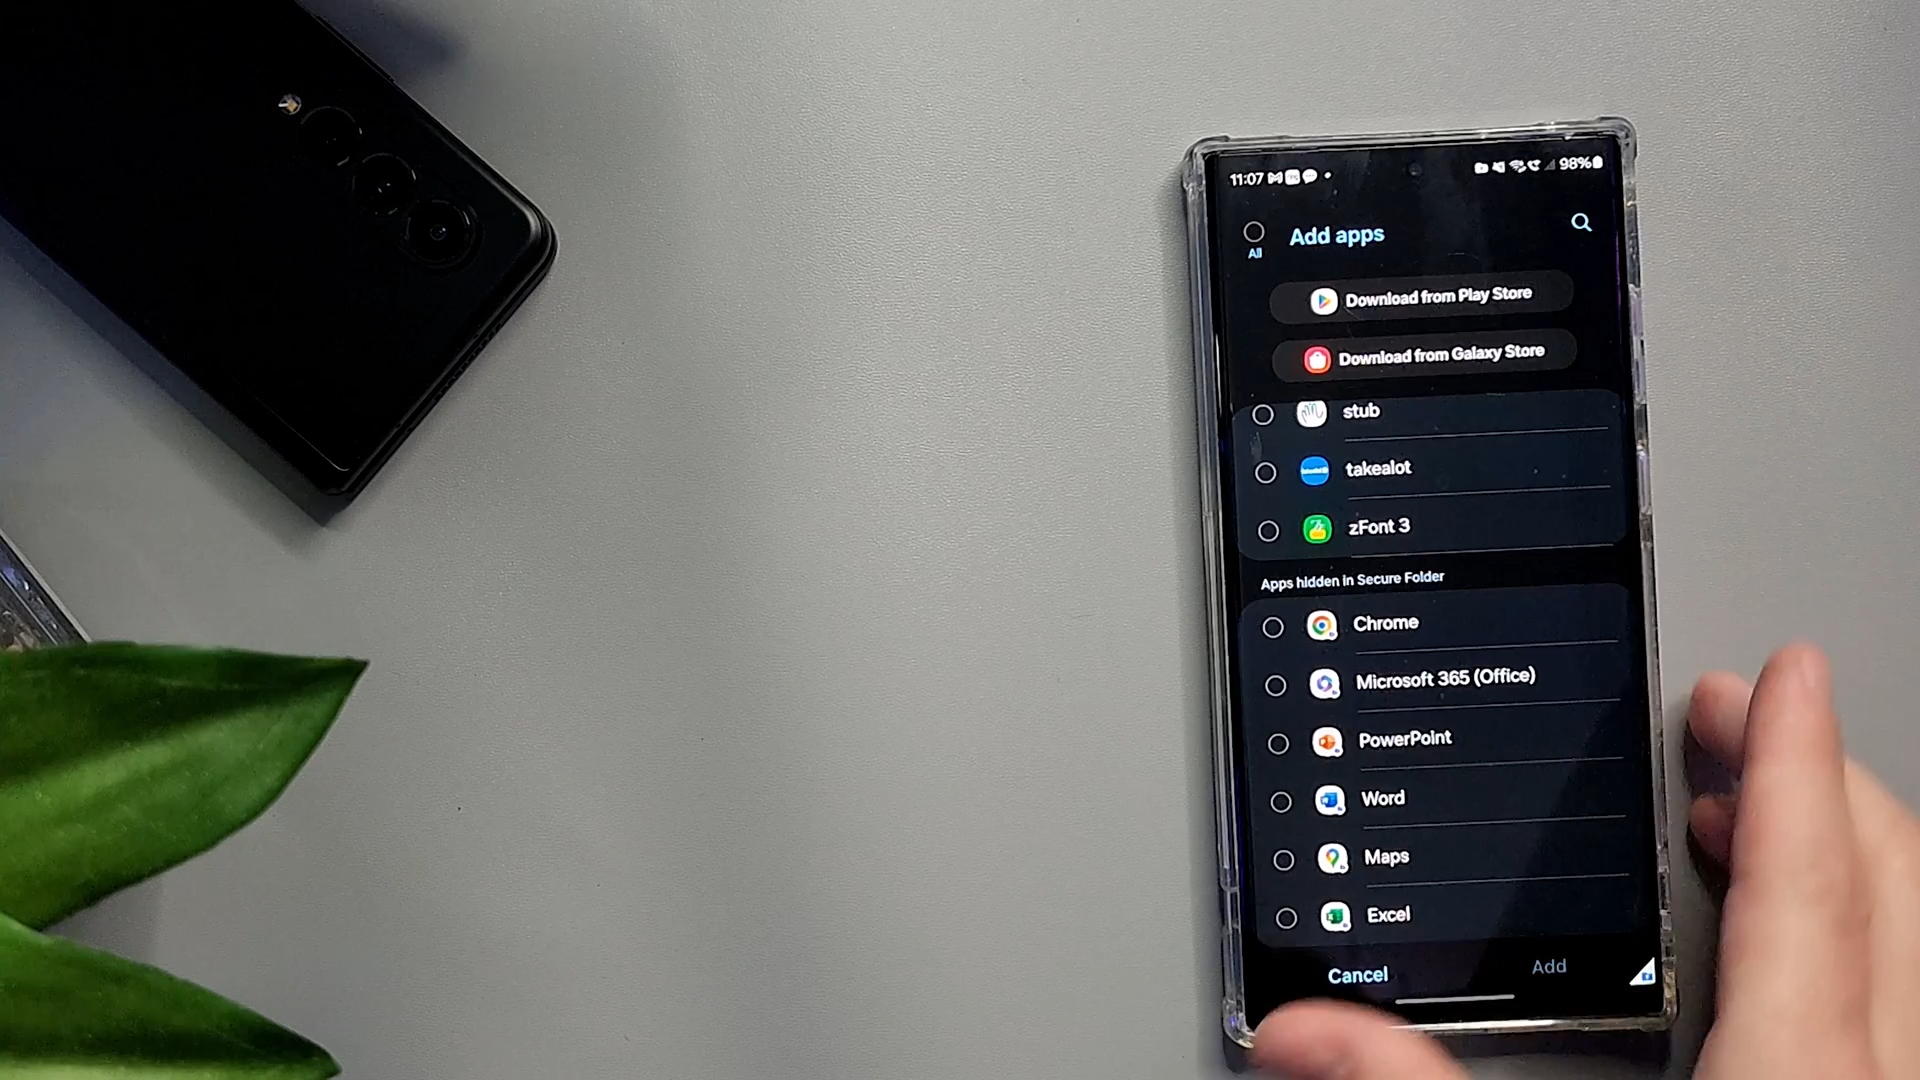 11:07
98%
All
Add apps
Download from Play Store
Download from Galaxy Store
stub
takealot
zFont 3
Apps hidden in Secure Folder
Chrome
Microsoft 365 (Office)
PowerPoint
Word
Maps
Excel
Cancel
Add